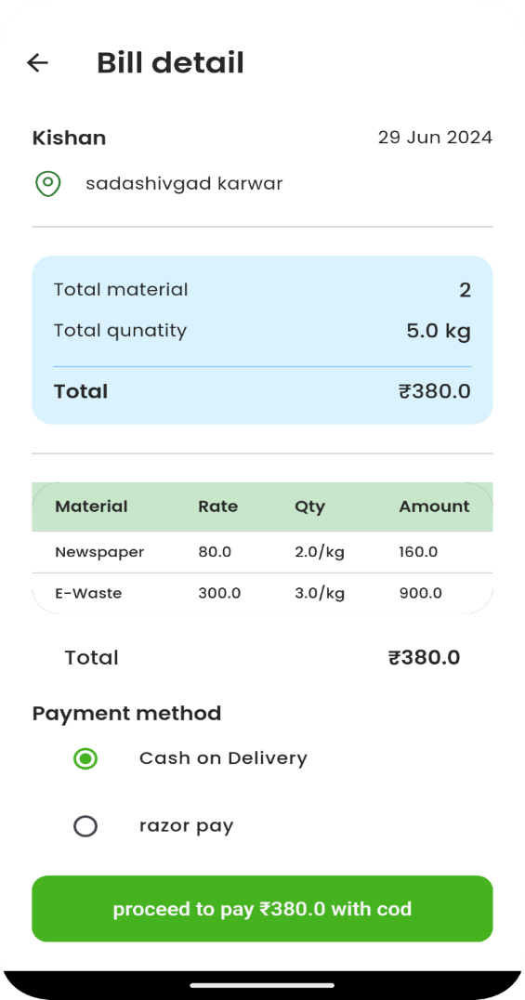 Bill detail
Kishan 29 Jun 2024
sadashivgad karwar
Total material 2
Total qunatity 5.0 kg
Total ₹380.0
Material Rate Qty Amount
Newspaper 80.0 2.0/kg 160.0
E-Waste 300.0 3.0/kg 900.0
Total ₹380.0
Payment method
Cash on Delivery
razor pay
proceed to pay ₹380.0 with cod